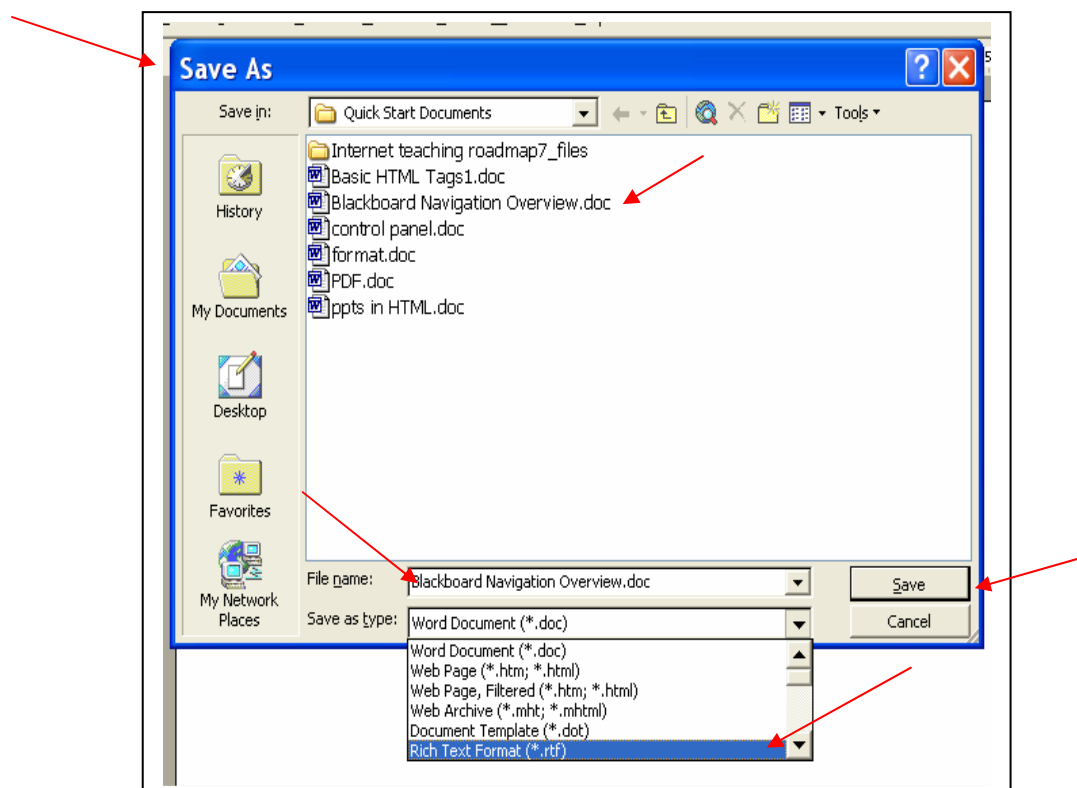 Save As
Save in: Quick Start Documents Tools
Internet teaching roadmap7_files
Basic HTML Tags1.doc
Blackboard Navigation Overview.doc
control panel.doc
format.doc
PDF.doc
ppts in HTML.doc
History
My Documents
Desktop
Favorites
My Network
Places
File name: Blackboard Navigation Overview.doc Save
Save as type: Word Document (*.doc) Cancel
Word Document (*.doc)
Web Page (*.htm; *.html)
Web Page, Filtered (*.htm; *.html)
Web Archive (*.mht; *.mhtml)
Document Template (*.dot)
Rich Text Format (*.rtf)